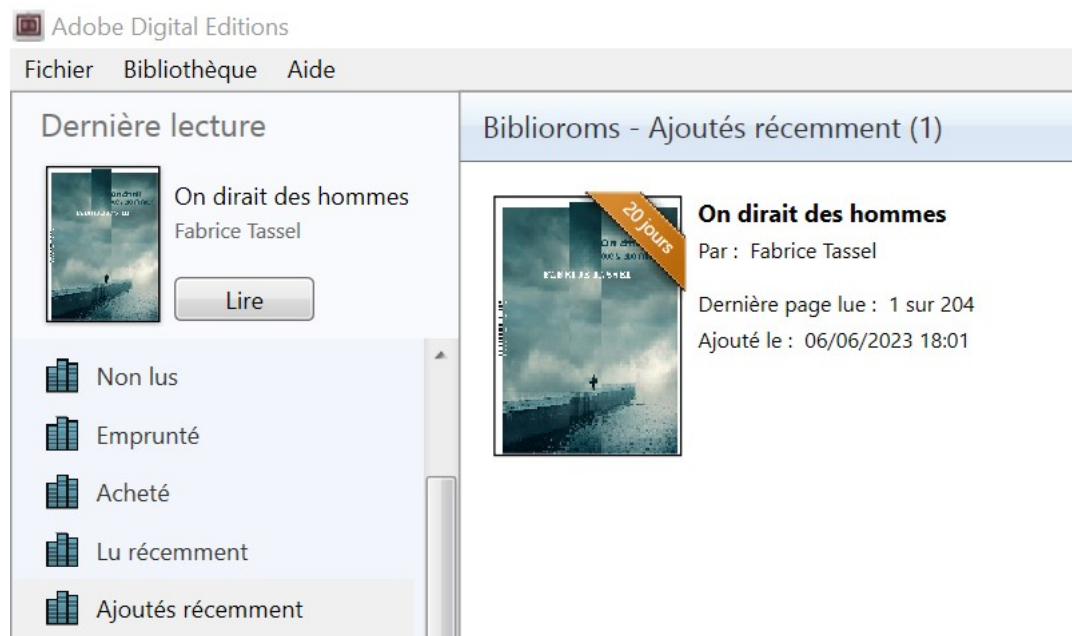 Adobe Digital Editions
Fichier Bibliothèque Aide
Dernière lecture
On dirait des hommes
Fabrice Tassel
Lire
Non lus
Emprunté
Acheté
Lu récemment
Ajoutés récemment
Biblioroms - Ajoutés récemment (1)
20 jours
On dirait des hommes
Par : Fabrice Tassel
Dernière page lue : 1 sur 204
Ajouté le : 06/06/2023 18:01